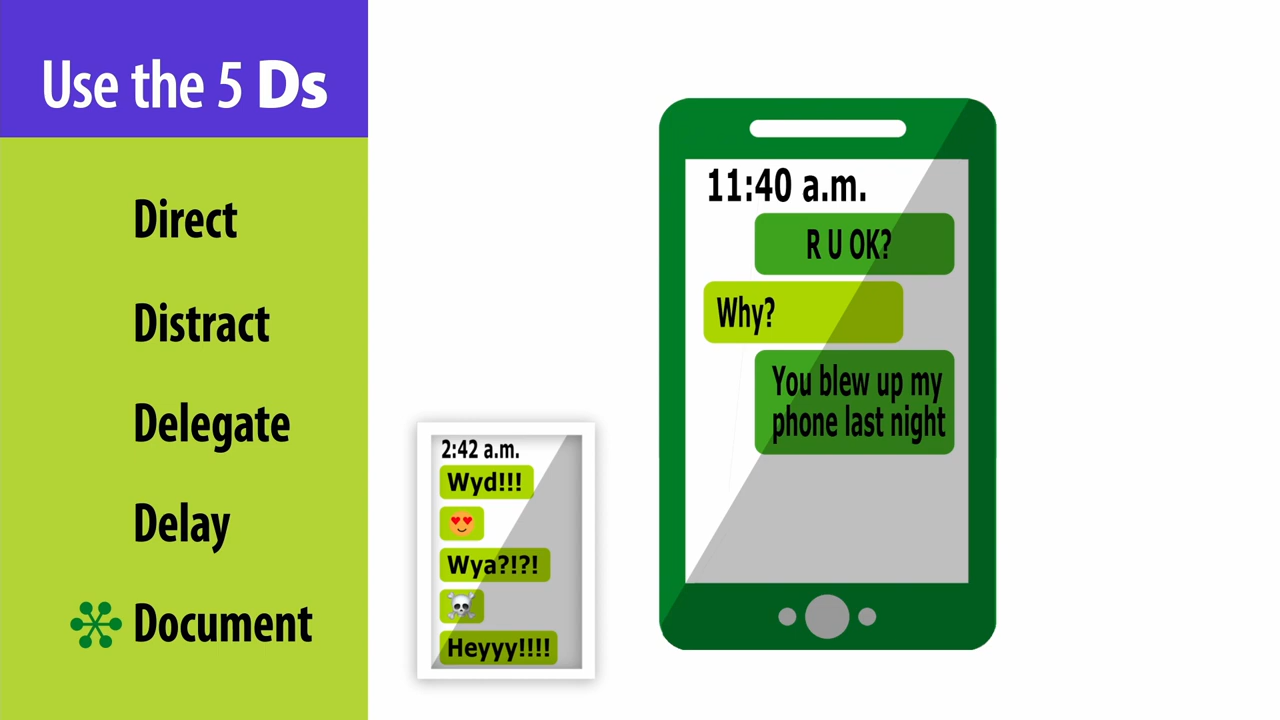 Use the 5 Ds
Direct
Distract
Delegate
Delay
Document
2:42 a.m.
Wyd!!!
😍
Wya?!?!
☠️
Heyyy!!!!
11:40 a.m.
R U OK?
Why?
You blew up my
phone last night